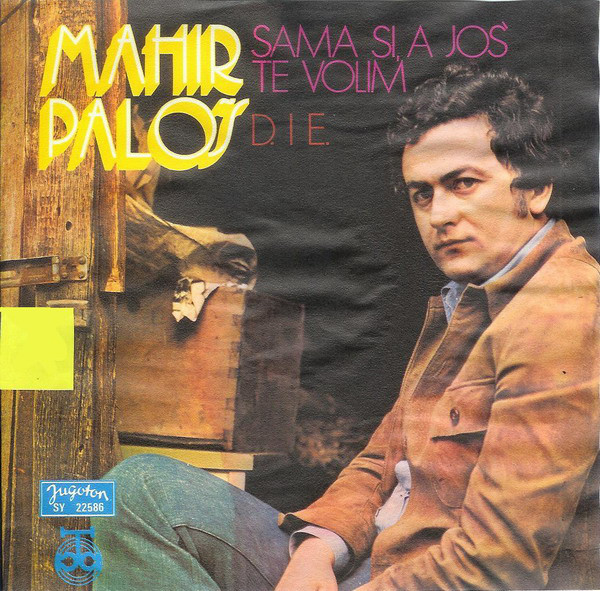 MAHIR
PALOŠ
SAMA SI, A JOŠ
TE VOLIM
D. I E.
Jugoton
SY 22586